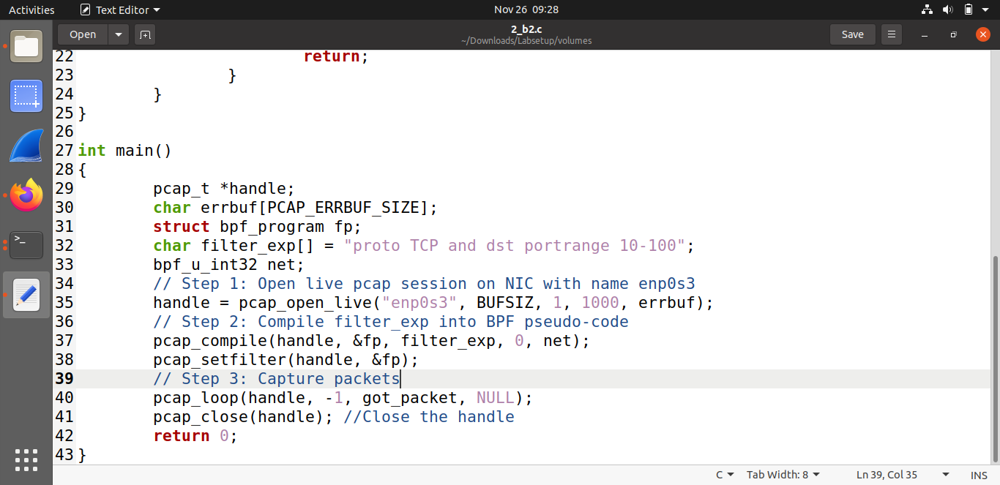 Activities Text Editor Nov 26 09:28
Open 2_b2.c Save
~/Downloads/Labsetup/volumes
22 return;
23 }
24 }
25 }
26
27 int main()
28 {
29 pcap_t *handle;
30 char errbuf[PCAP_ERRBUF_SIZE];
31 struct bpf_program fp;
32 char filter_exp[] = "proto TCP and dst portrange 10-100";
33 bpf_u_int32 net;
34 // Step 1: Open live pcap session on NIC with name enp0s3
35 handle = pcap_open_live("enp0s3", BUFSIZ, 1, 1000, errbuf);
36 // Step 2: Compile filter_exp into BPF pseudo-code
37 pcap_compile(handle, &fp, filter_exp, 0, net);
38 pcap_setfilter(handle, &fp);
39 // Step 3: Capture packets
40 pcap_loop(handle, -1, got_packet, NULL);
41 pcap_close(handle); //Close the handle
42 return 0;
43 }
C Tab Width: 8 Ln 39, Col 35 INS